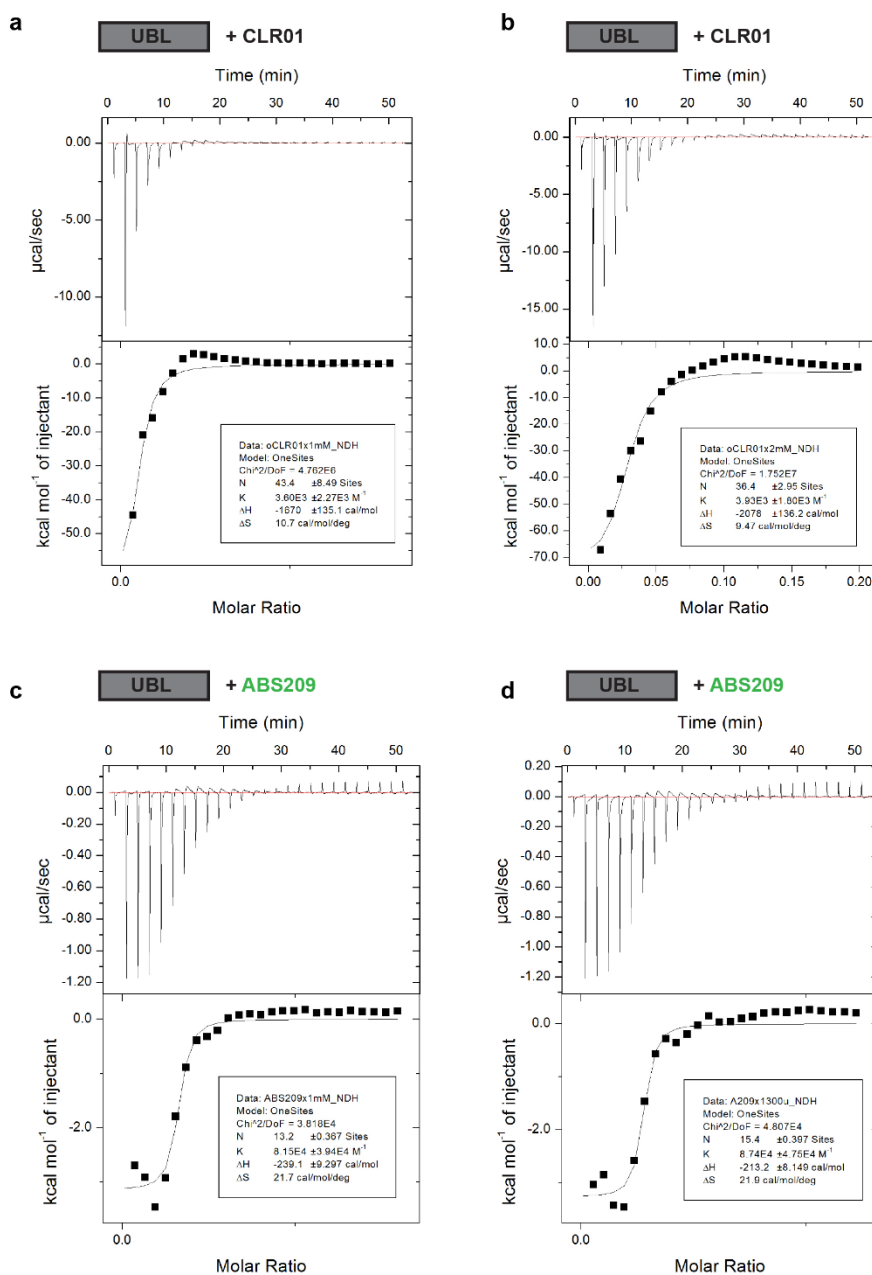 a
UBL + CLR01
Time (min)
0 10 20 30 40 50
0.00
-5.00
-10.00
µcal/sec
0.0
-10.0
-20.0
-30.0
-40.0
-50.0
kcal mol⁻¹ of injectant
Data: oCLR01x1mM_NDH
Model: OneSites
Chi^2/DoF = 4.762E6
N 43.4 ±8.49 Sites
K 3.60E3 ±2.27E3 M⁻¹
ΔH -1870 ±135.1 cal/mol
ΔS 10.7 cal/mol/deg
0.0
Molar Ratio
b
UBL + CLR01
Time (min)
0 10 20 30 40 50
0.00
-5.00
-10.00
-15.00
µcal/sec
10.0
0.0
-10.0
-20.0
-30.0
-40.0
-50.0
-60.0
-70.0
kcal mol⁻¹ of injectant
Data: oCLR01x2mM_NDH
Model: OneSites
Chi^2/DoF = 1.752E7
N 36.4 ±2.95 Sites
K 3.93E3 ±1.80E3 M⁻¹
ΔH -2078 ±136.2 cal/mol
ΔS 9.47 cal/mol/deg
0.00 0.05 0.10 0.15 0.20
Molar Ratio
c
UBL + ABS209
Time (min)
0 10 20 30 40 50
0.00
-0.20
-0.40
-0.60
-0.80
-1.00
-1.20
µcal/sec
0.0
-2.0
kcal mol⁻¹ of injectant
Data: ABS209x1mM_NDH
Model: OneSites
Chi^2/DoF = 3.818E4
N 13.2 ±0.367 Sites
K 8.15E4 ±3.94E4 M⁻¹
ΔH -239.1 ±9.297 cal/mol
ΔS 21.7 cal/mol/deg
0.0
Molar Ratio
d
UBL + ABS209
Time (min)
0 10 20 30 40 50
0.20
0.00
-0.20
-0.40
-0.60
-0.80
-1.00
-1.20
µcal/sec
0.0
-2.0
kcal mol⁻¹ of injectant
Data: A209x1300u_NDH
Model: OneSites
Chi^2/DoF = 4.807E4
N 15.4 ±0.397 Sites
K 8.74E4 ±4.75E4 M⁻¹
ΔH -213.2 ±8.149 cal/mol
ΔS 21.9 cal/mol/deg
0.0
Molar Ratio